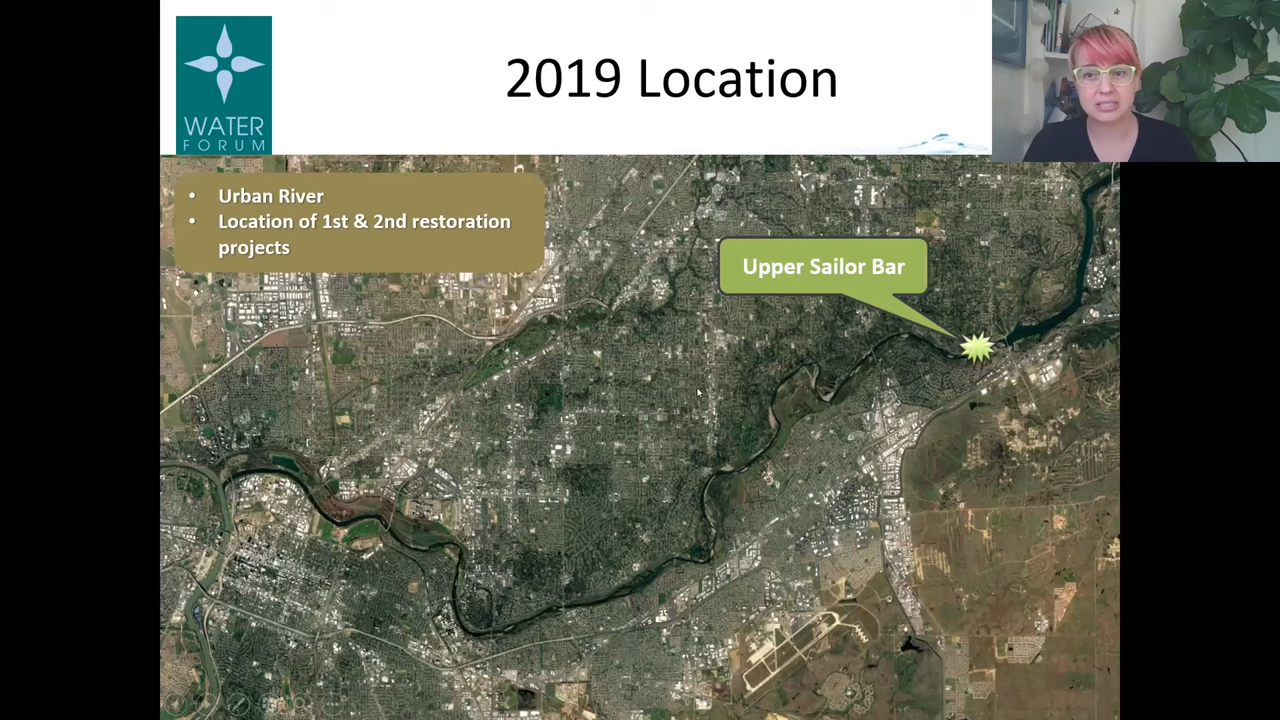 WATER
FORUM
2019 Location
• Urban River
• Location of 1st & 2nd restoration
projects
Upper Sailor Bar